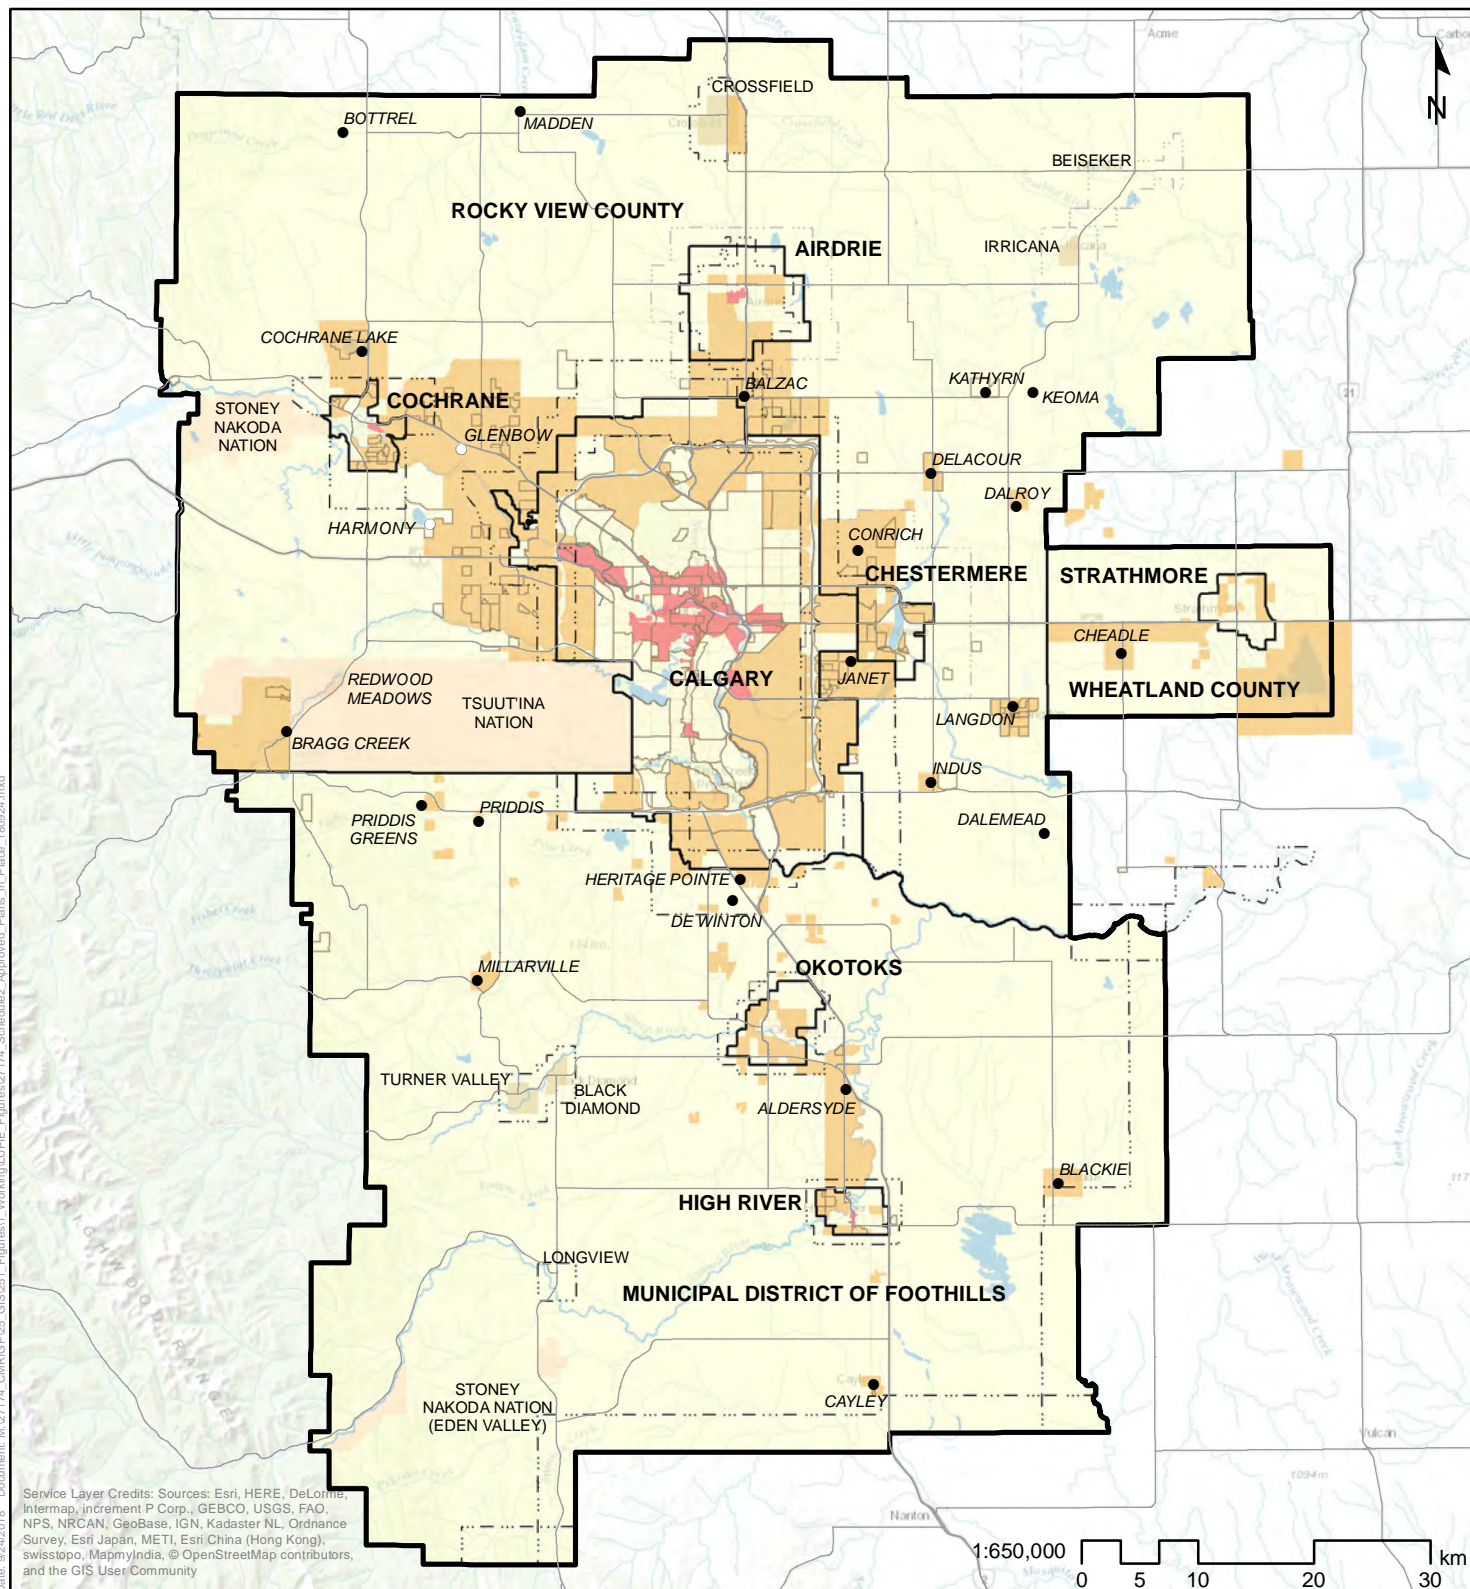 Acme
CROSSFIELD
N
BOTTREL
MADDEN
BEISEKER
ROCKY VIEW COUNTY
AIRDRIE
IRRICANA
COCHRANE LAKE
BALZAC
KATHYRN
KEOMA
21
COCHRANE
STONEY
NAKODA
NATION
GLENBOW
DELACOUR
DALROY
HARMONY
CONRICH
CHESTERMERE
STRATHMORE
CHEADLE
CALGARY
JANET
WHEATLAND COUNTY
REDWOOD
MEADOWS
TSUUT'INA
NATION
LANGDON
BRAGG CREEK
INDUS
PRIDDIS
GREENS
PRIDDIS
DALEMEAD
HERITAGE POINTE
DE WINTON
MILLARVILLE
OKOTOKS
TURNER VALLEY
BLACK
DIAMOND
ALDERSYDE
BLACKIE
HIGH RIVER
LONGVIEW
MUNICIPAL DISTRICT OF FOOTHILLS
STONEY
NAKODA NATION
(EDEN VALLEY)
CAYLEY
Vulcan
1094m
Nanton
Service Layer Credits: Sources: Esri, HERE, DeLorme,
Intermap, increment P Corp., GEBCO, USGS, FAO,
NPS, NRCAN, GeoBase, IGN, Kadaster NL, Ordnance
Survey, Esri Japan, METI, Esri China (Hong Kong),
swisstopo, MapmyIndia, © OpenStreetMap contributors,
and the GIS User Community
1:650,000
km
0 5 10 20 30